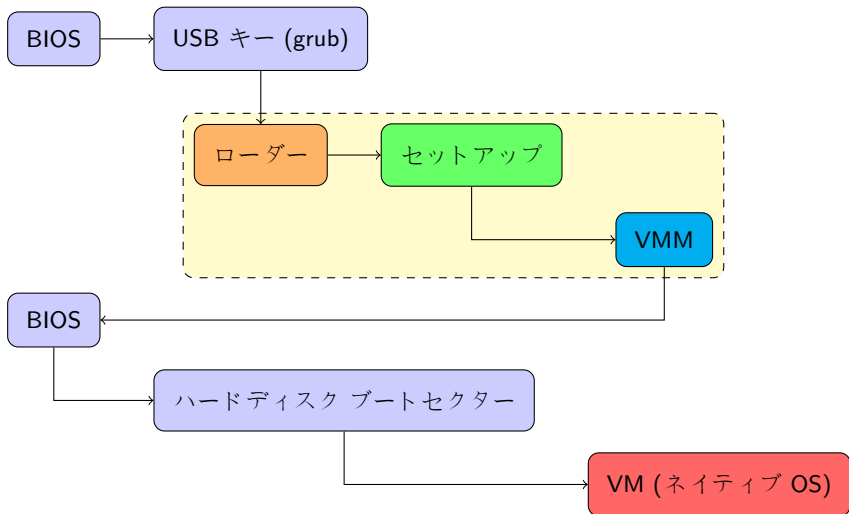 BIOS
USB キー (grub)
ローダー
セットアップ
VMM
BIOS
ハードディスク ブートセクター
VM (ネイティブ OS)